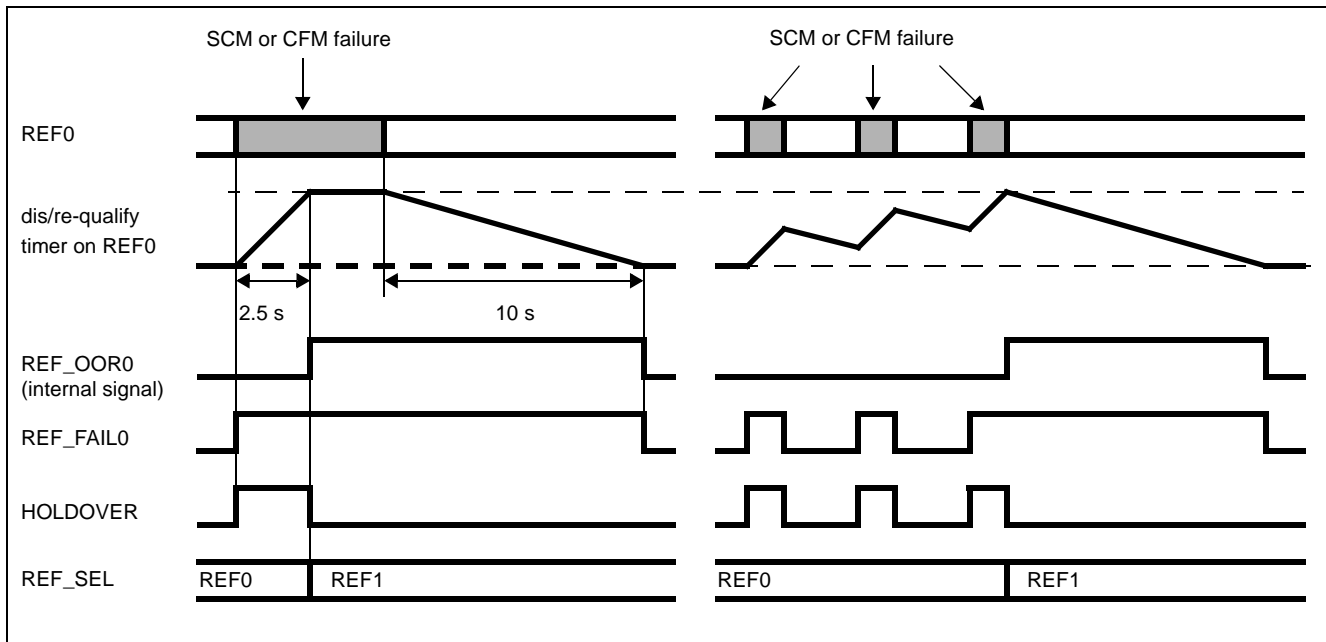 SCM or CFM failure
SCM or CFM failure
REF0
dis/re-qualify
timer on REF0
2.5 s
10 s
REF_OOR0
(internal signal)
REF_FAIL0
HOLDOVER
REF_SEL
REF0
REF1
REF0
REF1